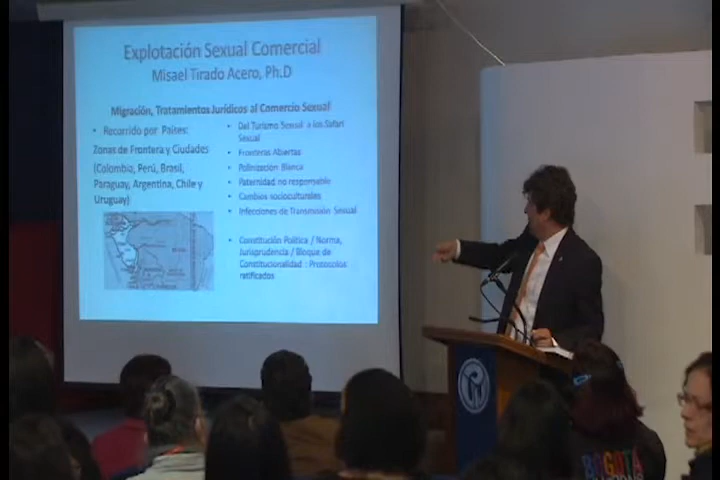 Explotación Sexual Comercial
Misael Tirado Acero, Ph.D
Migración, Tratamientos Jurídicos al Comercio Sexual
• Recorrido por Países:
Zonas de Frontera y Ciudades
(Colombia, Perú, Brasil,
Paraguay, Argentina, Chile y
Uruguay)
• Del Turismo Sexual a los Safari
Sexual
• Fronteras Abiertas
• Polinización Blanca
• Paternidad no responsable
• Cambios socioculturales
• Infecciones de Transmisión Sexual
• Constitución Política / Norma,
Jurisprudencia / Bloque de
Constitucionalidad : Protocolos
ratificados
BOGOTA